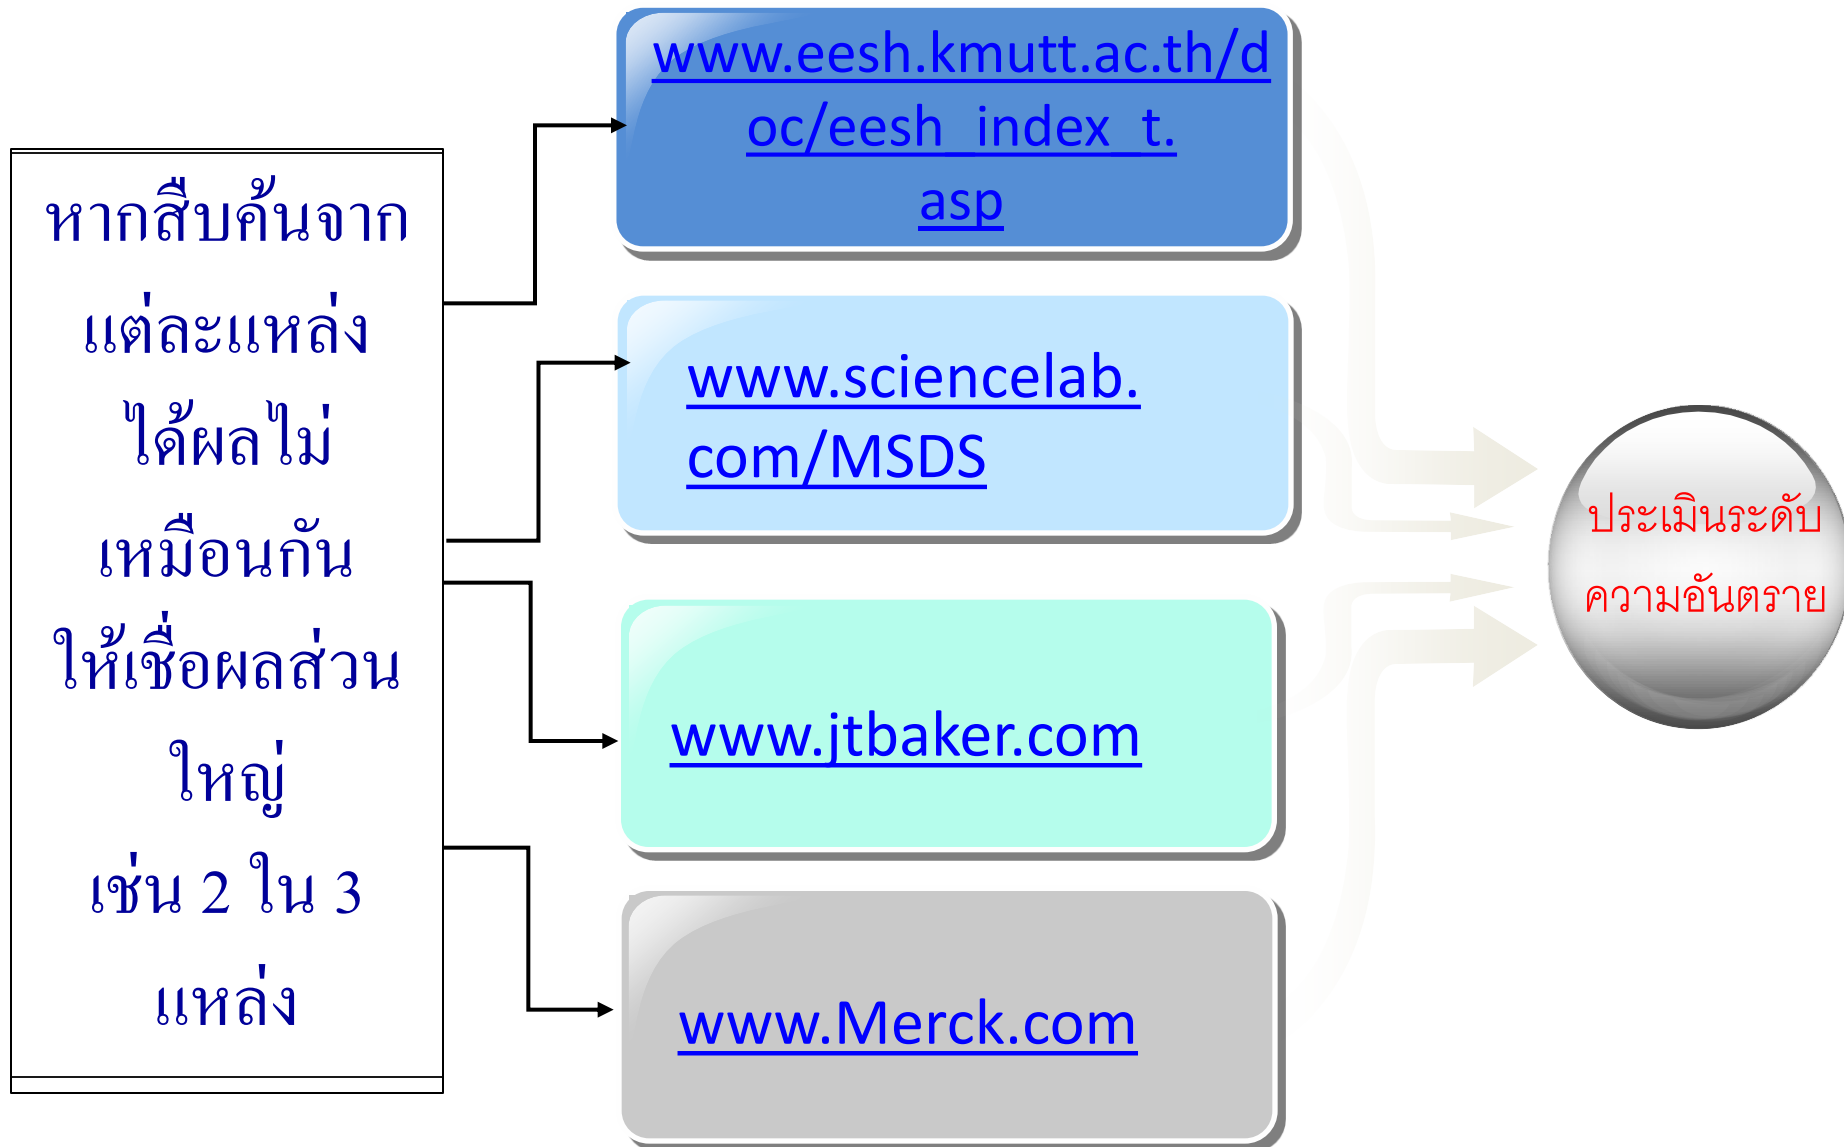 หากสืบค้นจาก
แต่ละแหล่ง
ได้ผลไม่
เหมือนกัน
ให้เชื่อผลส่วน
ใหญ่
เช่น 2 ใน 3
แหล่ง
www.eesh.kmutt.ac.th/d
oc/eesh_index_t.
asp
www.sciencelab.
com/MSDS
www.jtbaker.com
www.Merck.com
ประเมินระดับ
ความอันตราย